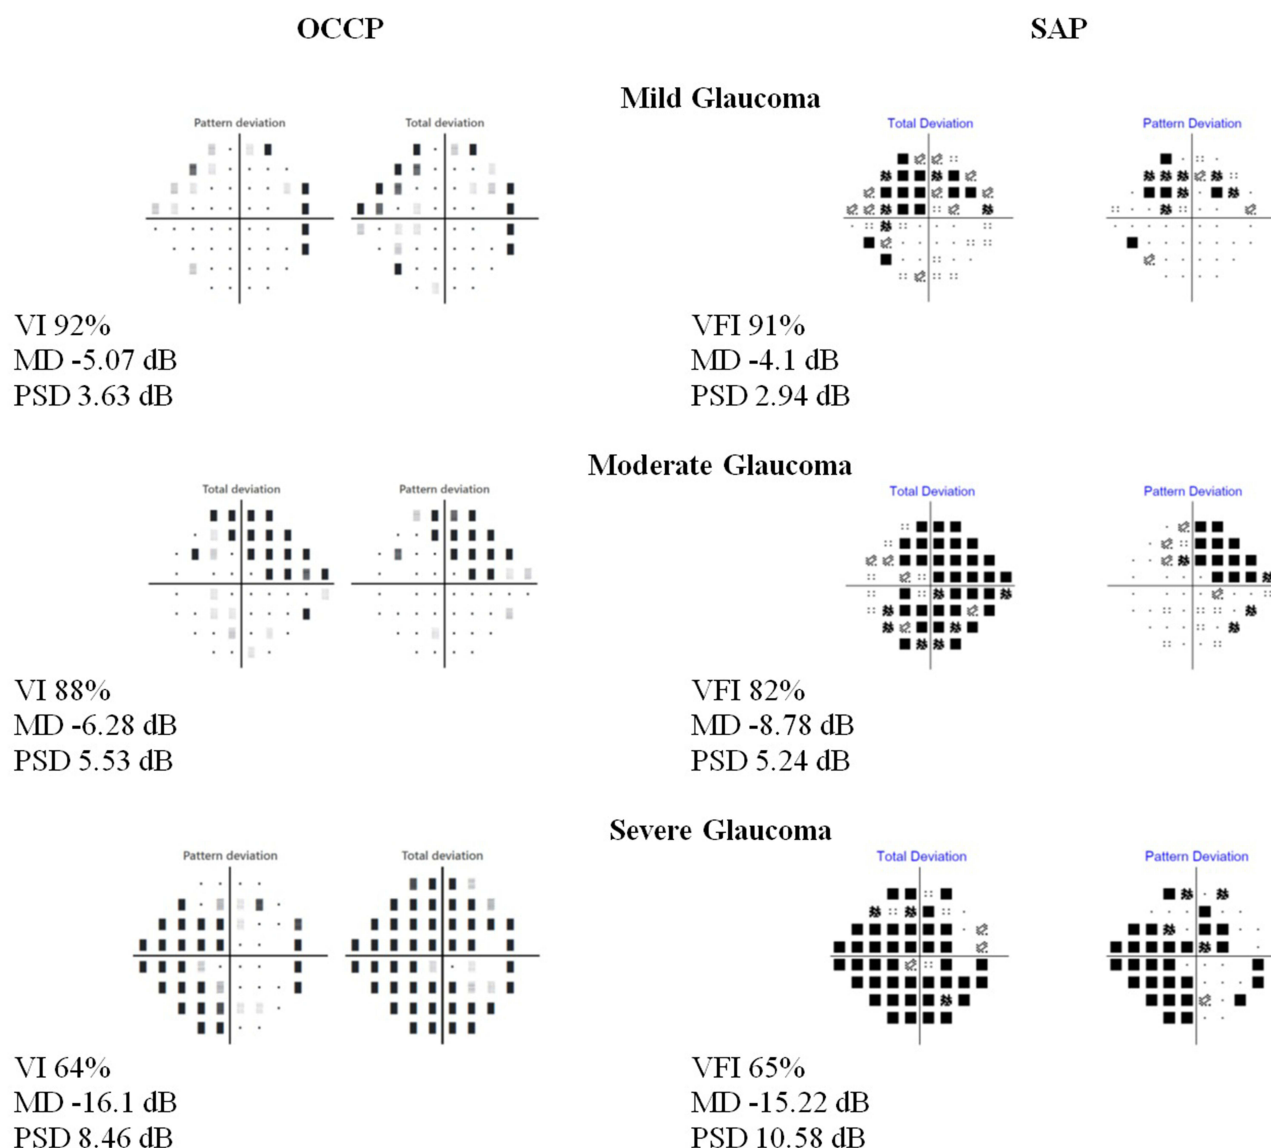 OCCP SAP
Mild Glaucoma
Pattern deviation Total deviation Total Deviation Pattern Deviation
VI 92% VFI 91%
MD -5.07 dB MD -4.1 dB
PSD 3.63 dB PSD 2.94 dB
Moderate Glaucoma
Total deviation Pattern deviation Total Deviation Pattern Deviation
VI 88% VFI 82%
MD -6.28 dB MD -8.78 dB
PSD 5.53 dB PSD 5.24 dB
Severe Glaucoma
Pattern deviation Total deviation Total Deviation Pattern Deviation
VI 64% VFI 65%
MD -16.1 dB MD -15.22 dB
PSD 8.46 dB PSD 10.58 dB